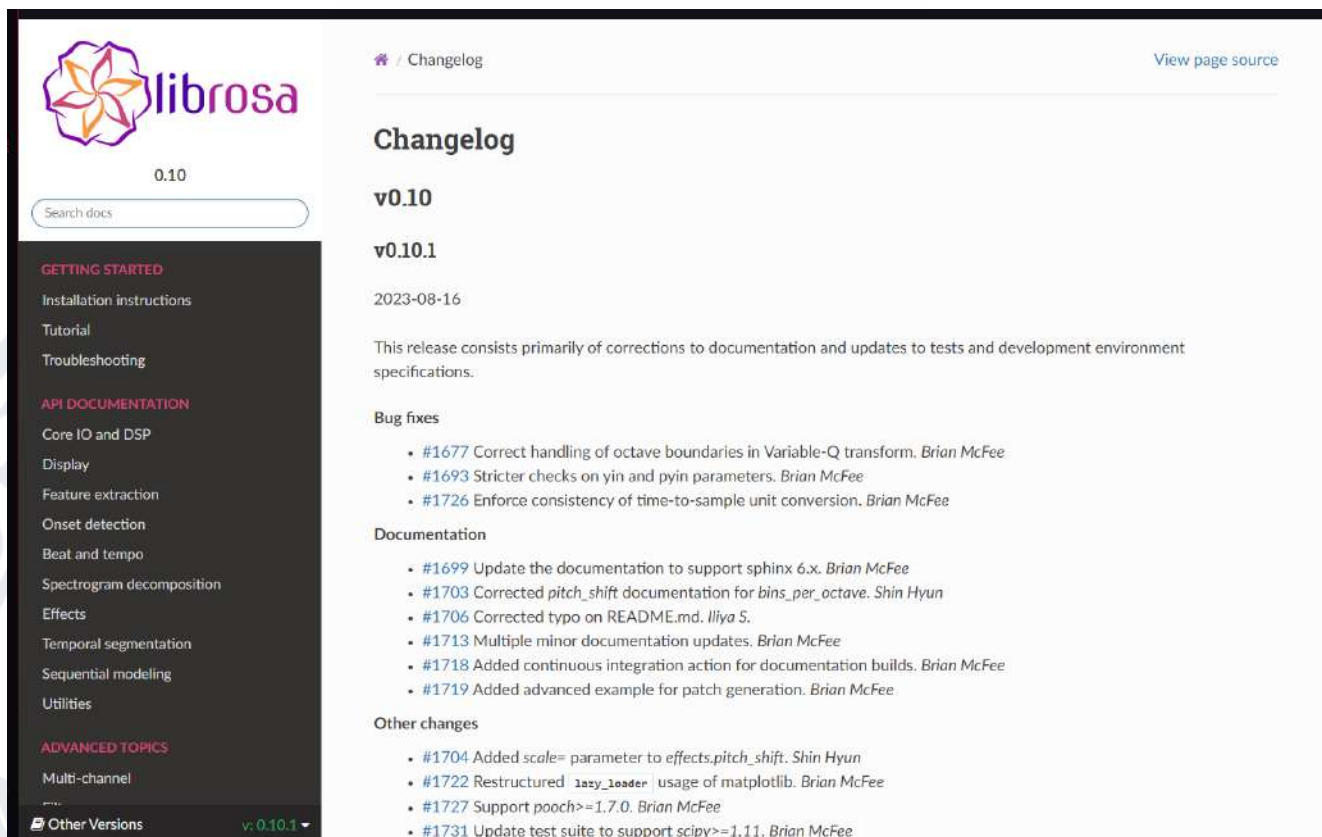 librosa
0.10
Search docs
GETTING STARTED
Installation instructions
Tutorial
Troubleshooting
API DOCUMENTATION
Core IO and DSP
Display
Feature extraction
Onset detection
Beat and tempo
Spectrogram decomposition
Effects
Temporal segmentation
Sequential modeling
Utilities
ADVANCED TOPICS
Multi-channel
Other Versions v: 0.10.1
/ Changelog
View page source
Changelog
v0.10
v0.10.1
2023-08-16
This release consists primarily of corrections to documentation and updates to tests and development environment
specifications.
Bug fixes
• #1677 Correct handling of octave boundaries in Variable-Q transform. Brian McFee
• #1693 Stricter checks on yin and pyin parameters. Brian McFee
• #1726 Enforce consistency of time-to-sample unit conversion. Brian McFee
Documentation
• #1699 Update the documentation to support sphinx 6.x. Brian McFee
• #1703 Corrected pitch_shift documentation for bins_per_octave. Shin Hyun
• #1706 Corrected typo on README.md. Iliya S.
• #1713 Multiple minor documentation updates. Brian McFee
• #1718 Added continuous integration action for documentation builds. Brian McFee
• #1719 Added advanced example for patch generation. Brian McFee
Other changes
• #1704 Added scale= parameter to effects.pitch_shift. Shin Hyun
• #1722 Restructured lazy_loader usage of matplotlib. Brian McFee
• #1727 Support pooch>=1.7.0. Brian McFee
• #1731 Update test suite to support scipy>=1.11. Brian McFee